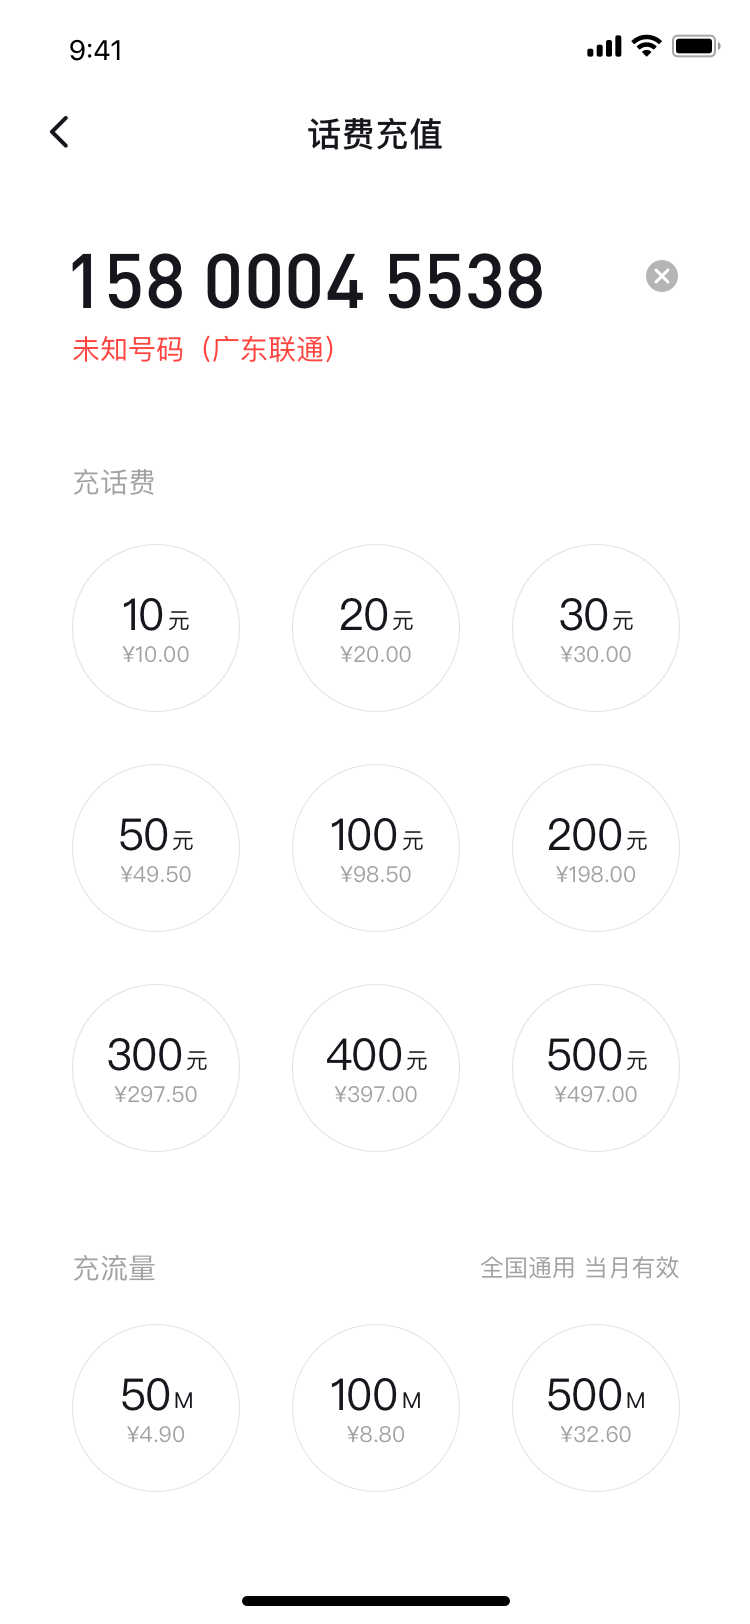 9:41
话费充值
158 0004 5538
未知号码（广东联通）
充话费
10元 20元 30元
¥10.00 ¥20.00 ¥30.00
50元 100元 200元
¥49.50 ¥98.50 ¥198.00
300元 400元 500元
¥297.50 ¥397.00 ¥497.00
充流量 全国通用 当月有效
50M 100M 500M
¥4.90 ¥8.80 ¥32.60